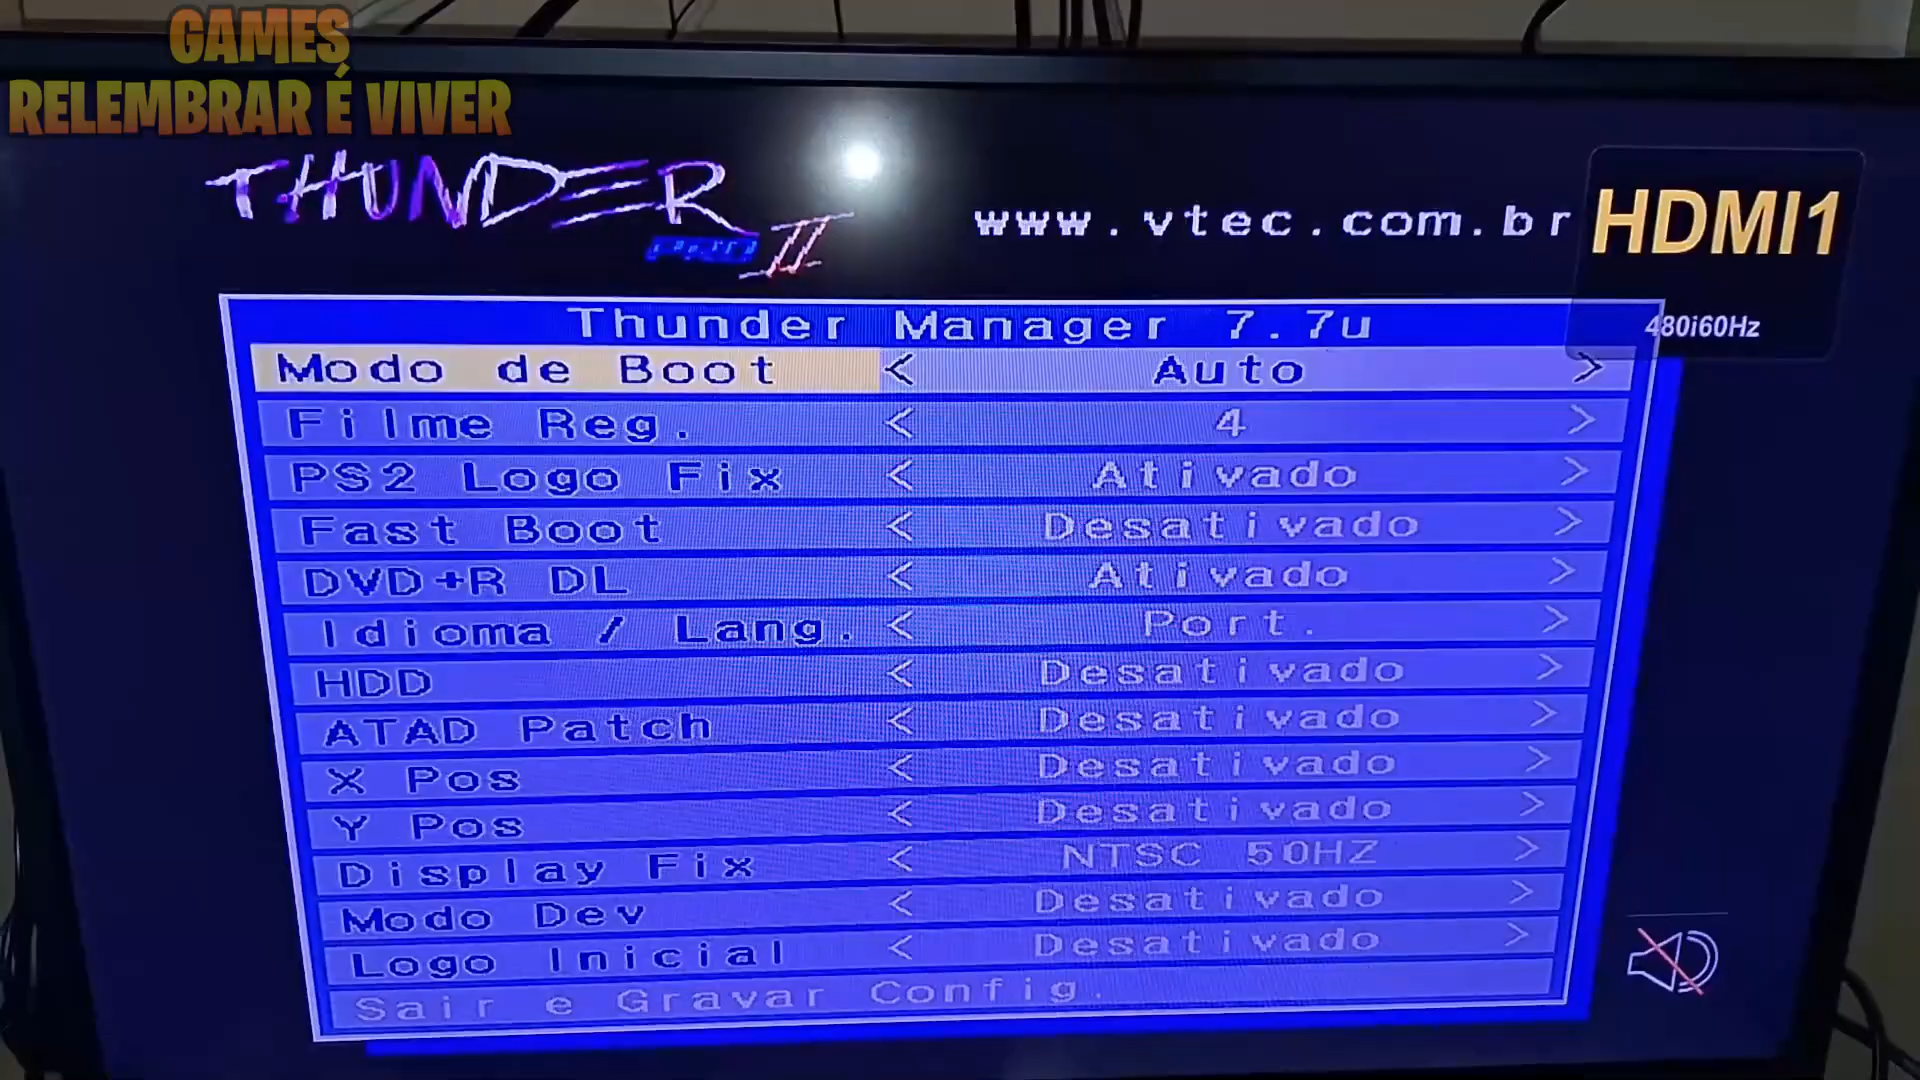 GAMES
RELEMBRAR É VIVER
THUNDER
PRO II
www.vtec.com.br
HDMI1
480i60Hz
Thunder Manager 7.7u
Modo de Boot < Auto >
Filme Reg. < 4 >
PS2 Logo Fix < Ativado >
Fast Boot < Desativado >
DVD+R DL < Ativado >
Idioma / Lang. < Port. >
HDD < Desativado >
ATAD Patch < Desativado >
X Pos < Desativado >
Y Pos < Desativado >
Display Fix < NTSC 50HZ >
Modo Dev < Desativado >
Logo Inicial < Desativado >
Sair e Gravar Config.